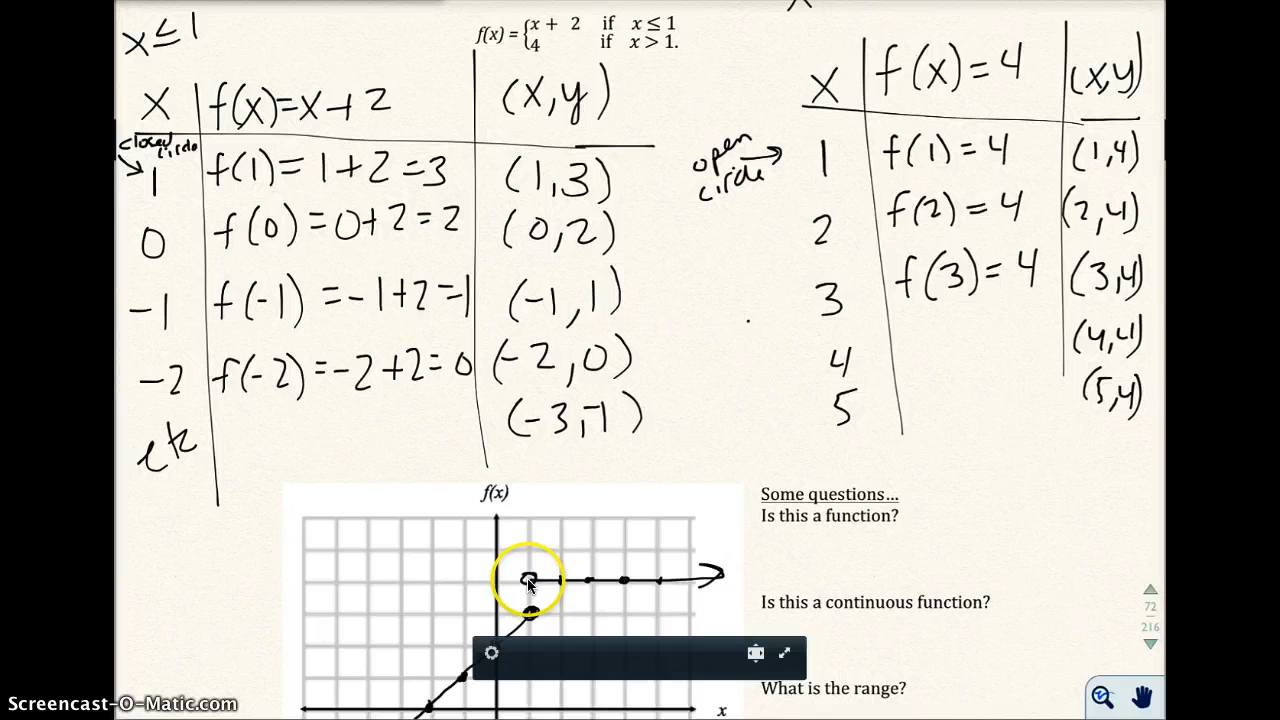 x ≤ 1
f(x) = { x + 2 if x ≤ 1
4 if x > 1.
x f(x)=x+2 (x,y)
closed circle
1 f(1)= 1+2=3 (1,3)
0 f(0)=0+2=2 (0,2)
-1 f(-1) =-1+2=1 (-1,1)
-2 f(-2)=-2+2=0 (-2,0)
(-3,-1)
etc
x f(x)=4 (x,y)
open circle
1 f(1)=4 (1,4)
2 f(2)=4 (2,4)
3 f(3)=4 (3,4)
4 (4,4)
5 (5,4)
f(x)
x
Some questions...
Is this a function?
Is this a continuous function?
What is the range?
72
216
Screencast-O-Matic.com